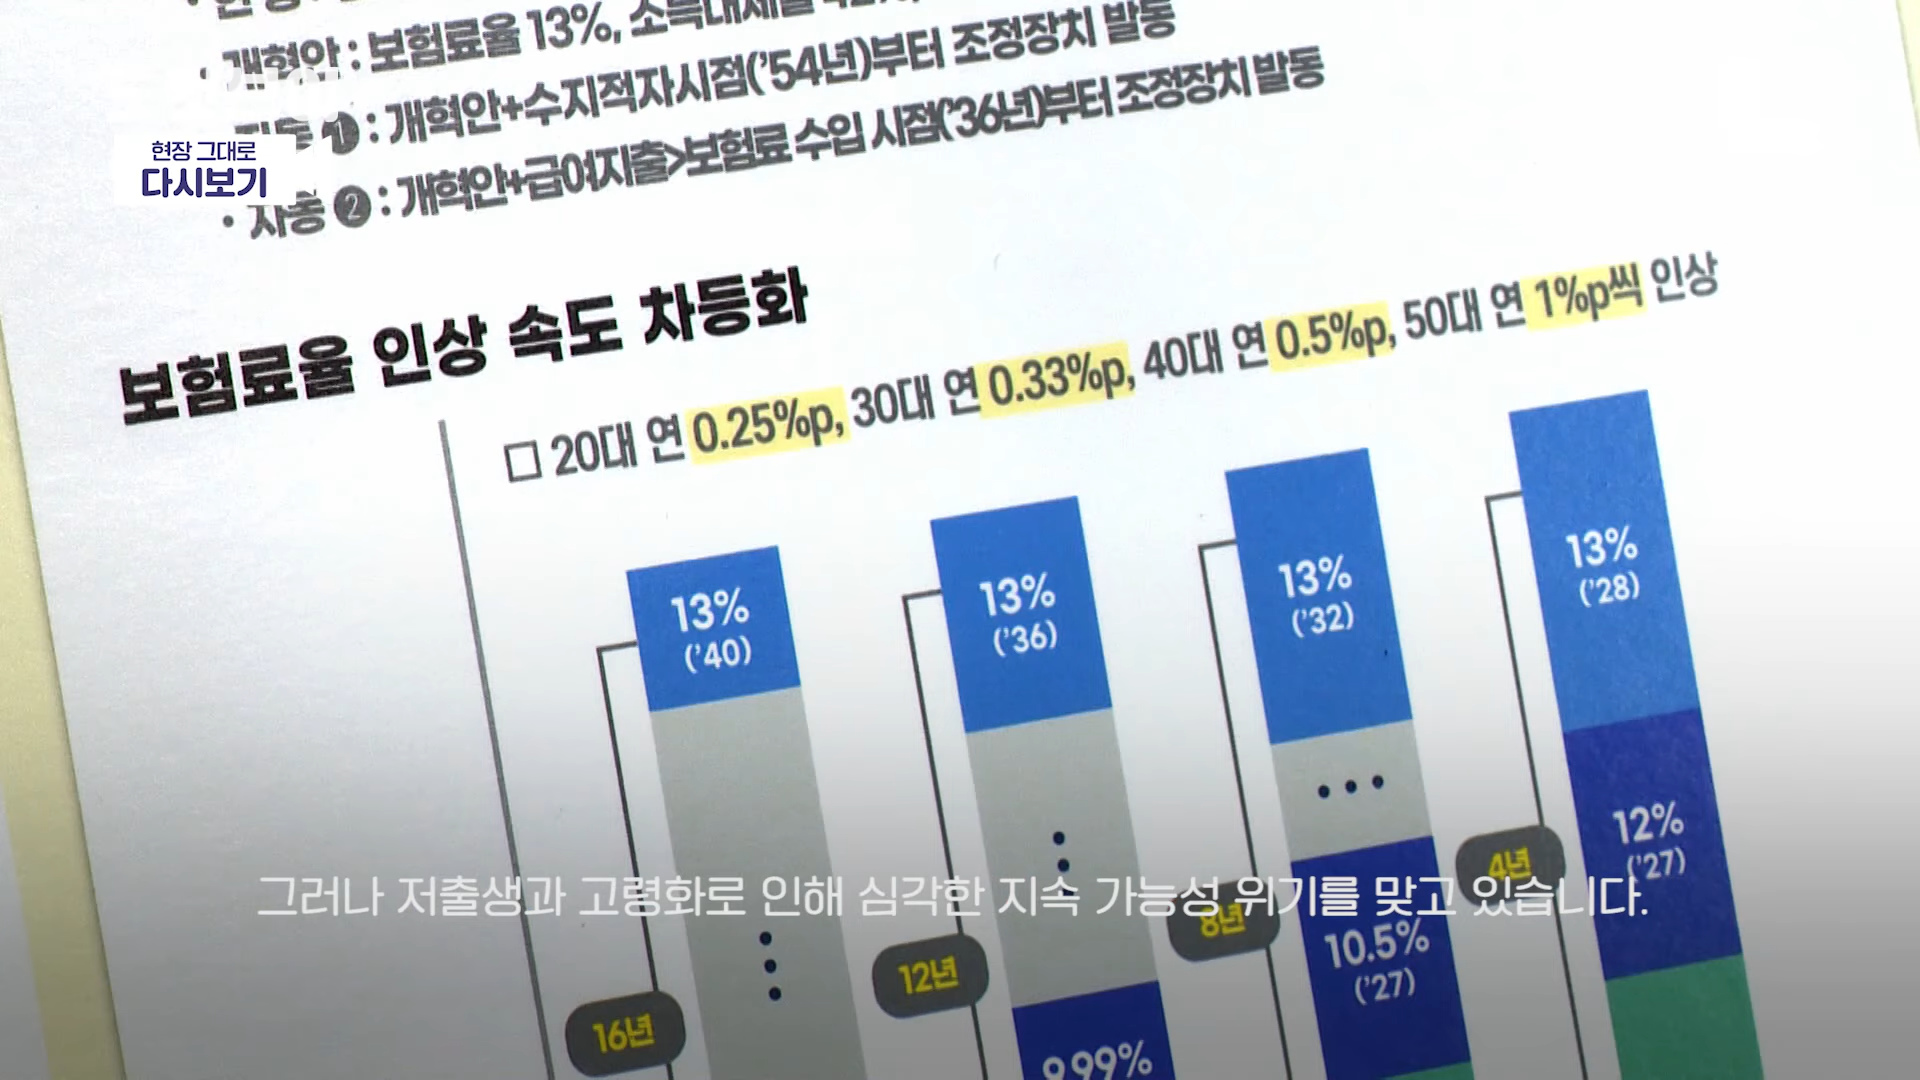 개혁안 : 보험료율 13%,
: 개혁안+수지적자시점('54년)부터 조정장치 발동
· 자동 ❷ : 개혁안+급여지출>보험료 수입 시점('36년)부터 조정장치 발동
현장 그대로
다시보기
보험료율 인상 속도 차등화
□ 20대 연 0.25%p, 30대 연 0.33%p, 40대 연 0.5%p, 50대 연 1%p씩 인상
13%
('40)
13%
('36)
13%
('32)
13%
('28)
12%
('27)
4년
8년
10.5%
('27)
12년
16년
9.99%
그러나 저출생과 고령화로 인해 심각한 지속 가능성 위기를 맞고 있습니다.